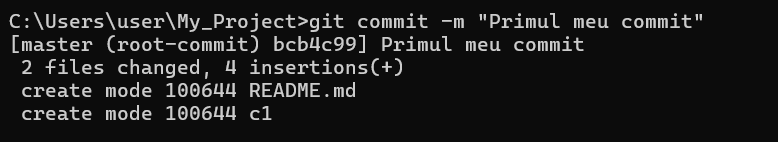 C:\Users\user\My_Project>git commit -m "Primul meu commit"
[master (root-commit) bcb4c99] Primul meu commit
 2 files changed, 4 insertions(+)
 create mode 100644 README.md
 create mode 100644 c1